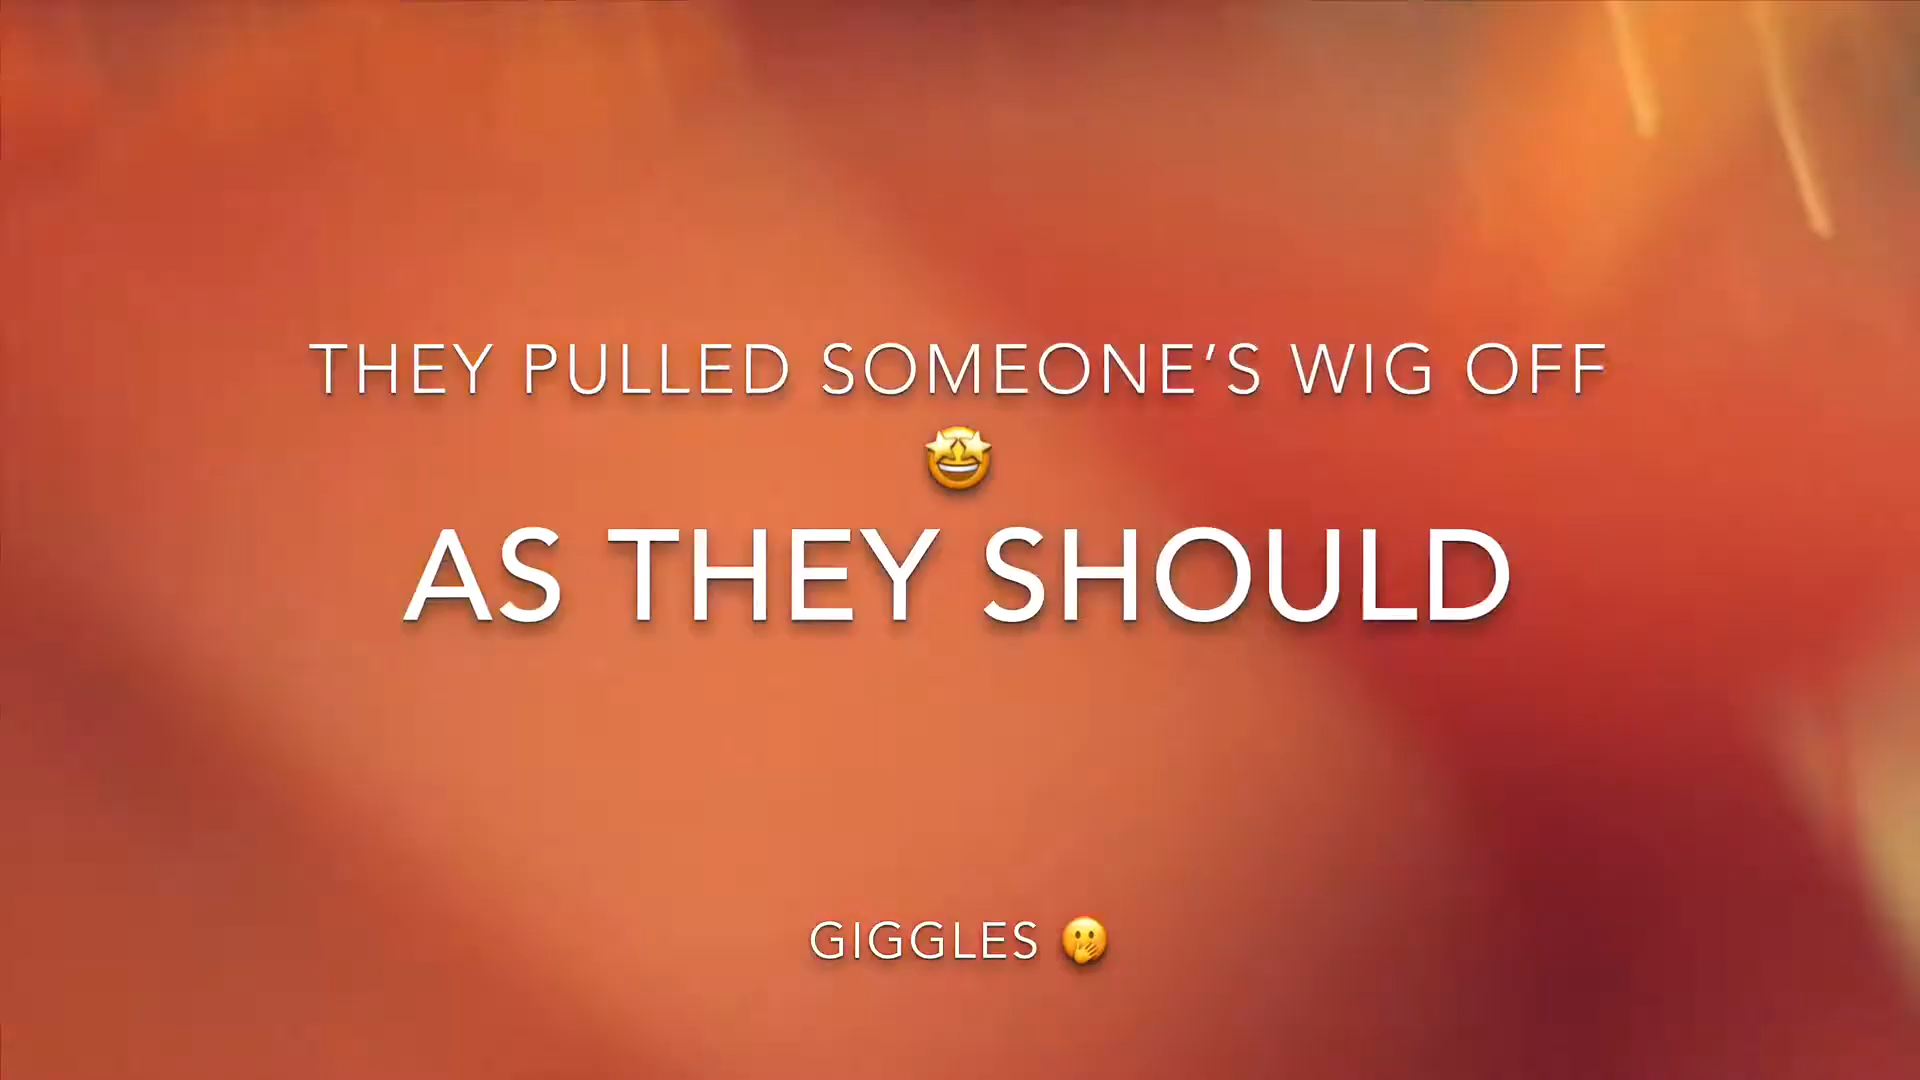 THEY PULLED SOMEONE’S WIG OFF
🤩
AS THEY SHOULD
GIGGLES 🫢